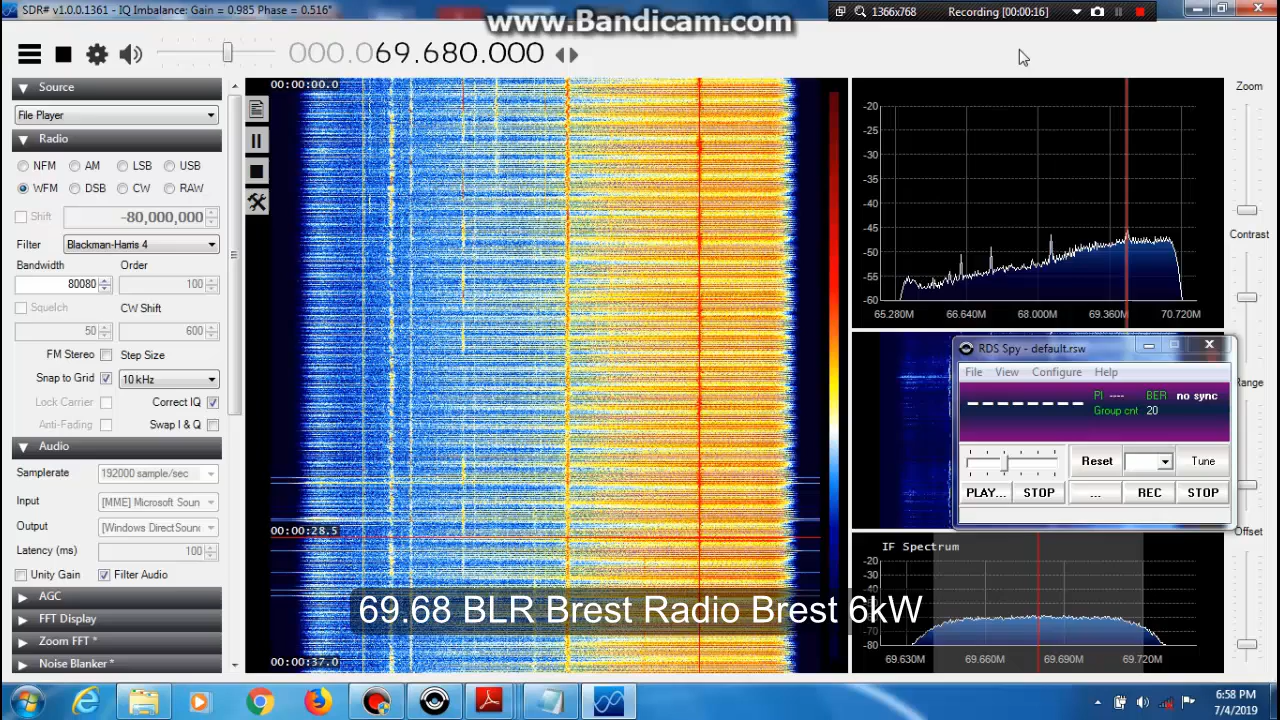 SDR# v1.0.0.1361 - IQ Imbalance: Gain = 0.985 Phase = 0.516°
www.Bandicam.com
1366x768
Recording [00:00:16]
000.069.680.000
Source
File Player
Radio
NFM AM LSB USB
WFM DSB CW RAW
Shift -80,000,000
Filter Blackman-Harris 4
Bandwidth Order
80080 100
Squelch CW Shift
50 600
FM Stereo Step Size
Snap to Grid 10 kHz
Lock Carrier Correct IQ
Anti-Fading Swap I & Q
Audio
Samplerate 192000 sample/sec
Input [MME] Microsoft Soun
Output [Windows DirectSound
Latency (ms) 100
Unity Gain Filter Audio
AGC
FFT Display
Zoom FFT *
Noise Blanker *
00:00:00.0
00:00:28.5
00:00:37.0
-20
-25
-30
-35
-40
-45
-50
-55
-60
65.280M 66.640M 68.000M 69.360M 70.720M
Zoom
Contrast
Range
Offset
RDS Spy - default.rsw
File View Configure Help
PI ---- BER no sync
Group cnt 20
Reset Tune
PLAY... STOP ... REC STOP
IF Spectrum
-20
-30
-40
-50
-60
-70
-80
69.630M 69.660M 69.690M 69.720M
69.68 BLR Brest Radio Brest 6kW
6:58 PM
7/4/2019